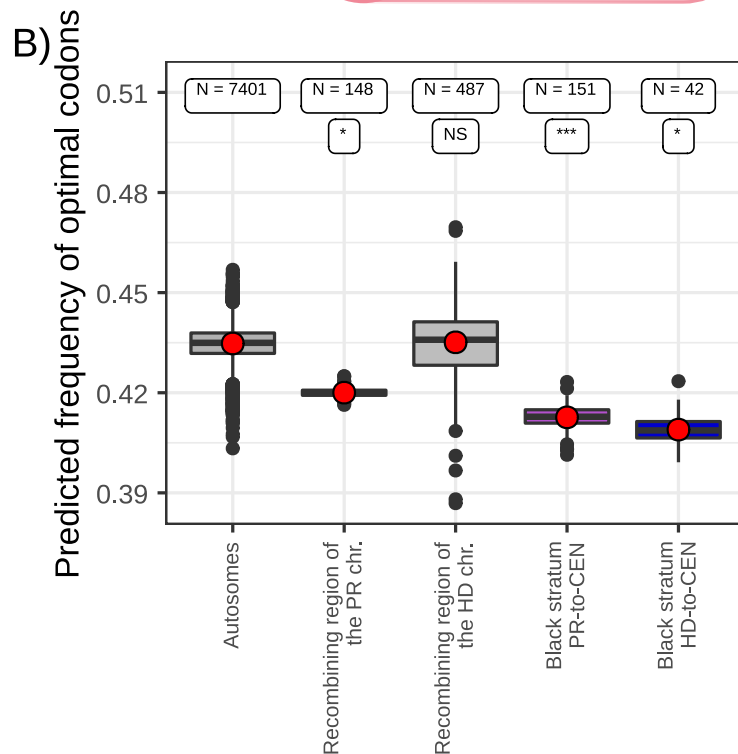 B)
Predicted frequency of optimal codons
N = 7401
N = 148
N = 487
N = 151
N = 42
*
NS
***
*
0.51
0.48
0.45
0.42
0.39
Autosomes
Recombining region of
the PR chr.
Recombining region of
the HD chr.
Black stratum
PR-to-CEN
Black stratum
HD-to-CEN